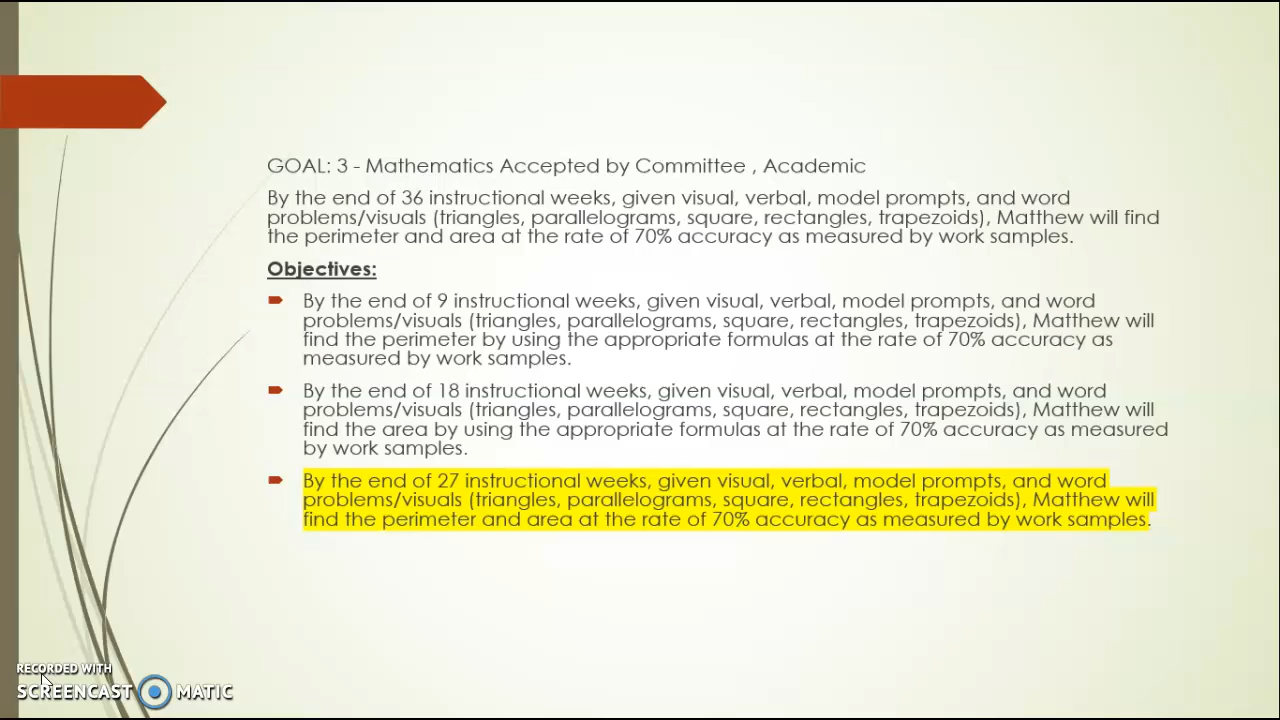 GOAL: 3 - Mathematics Accepted by Committee , Academic
By the end of 36 instructional weeks, given visual, verbal, model prompts, and word
problems/visuals (triangles, parallelograms, square, rectangles, trapezoids), Matthew will find
the perimeter and area at the rate of 70% accuracy as measured by work samples.
Objectives:
By the end of 9 instructional weeks, given visual, verbal, model prompts, and word
problems/visuals (triangles, parallelograms, square, rectangles, trapezoids), Matthew will
find the perimeter by using the appropriate formulas at the rate of 70% accuracy as
measured by work samples.
By the end of 18 instructional weeks, given visual, verbal, model prompts, and word
problems/visuals (triangles, parallelograms, square, rectangles, trapezoids), Matthew will
find the area by using the appropriate formulas at the rate of 70% accuracy as measured
by work samples.
By the end of 27 instructional weeks, given visual, verbal, model prompts, and word
problems/visuals (triangles, parallelograms, square, rectangles, trapezoids), Matthew will
find the perimeter and area at the rate of 70% accuracy as measured by work samples.
RECORDED WITH
SCREENCAST MATIC